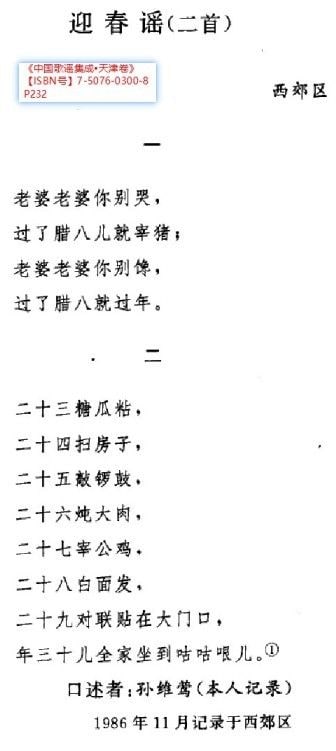 迎春谣(二首)
《中国歌谣集成•天津卷》
【ISBN号】7-5076-0300-8
P232
西郊区
一
老婆老婆你别哭，
过了腊八儿就宰猪；
老婆老婆你别馋，
过了腊八就过年。
二
二十三糖瓜粘，
二十四扫房子，
二十五敲锣鼓，
二十六炖大肉，
二十七宰公鸡，
二十八白面发，
二十九对联贴在大门口，
年三十儿全家坐到咕咕哏儿。①
口述者：孙维莺(本人记录)
1986年11月记录于西郊区